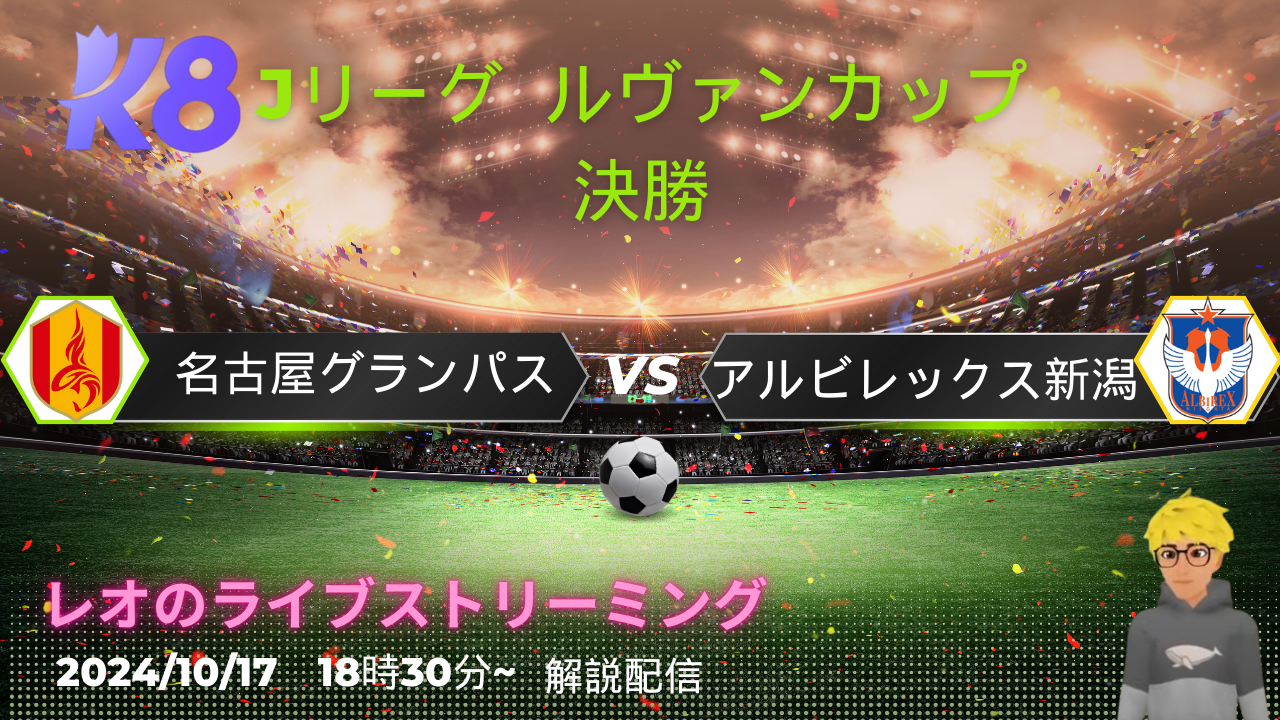 K8
Jリーグ ルヴァンカップ
決勝
名古屋グランパス
VS
アルビレックス新潟
ALBIREX
レオのライブストリーミング
2024/10/17 18時30分~ 解説配信